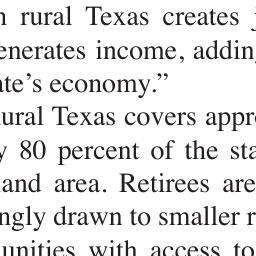 rural Texas creates
enerates income, adding
ate's economy."
ural Texas covers appr
y 80 percent of the sta
and area. Retirees are
ngly drawn to smaller r
unities with access to